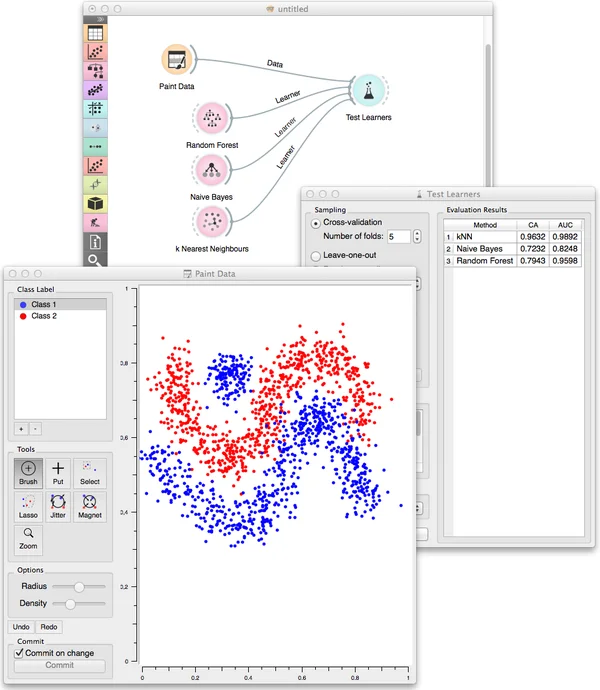 untitled
Data
Paint Data
Learner
Random Forest
Learner
Naive Bayes
Learner
k Nearest Neighbours
Test Learners
Test Learners
Sampling
Cross-validation
Number of folds: 5
Leave-one-out
Evaluation Results
Method CA AUC
1 kNN 0.9632 0.9892
2 Naive Bayes 0.7232 0.8248
3 Random Forest 0.7943 0.9598
Paint Data
Class Label
Class 1
Class 2
+ -
Tools
Brush Put Select
Lasso Jitter Magnet
Zoom
Options
Radius
Density
Undo Redo
Commit
Commit on change
Commit
1
0.8
0.6
0.4
0.2
0
0 0.2 0.4 0.6 0.8 1